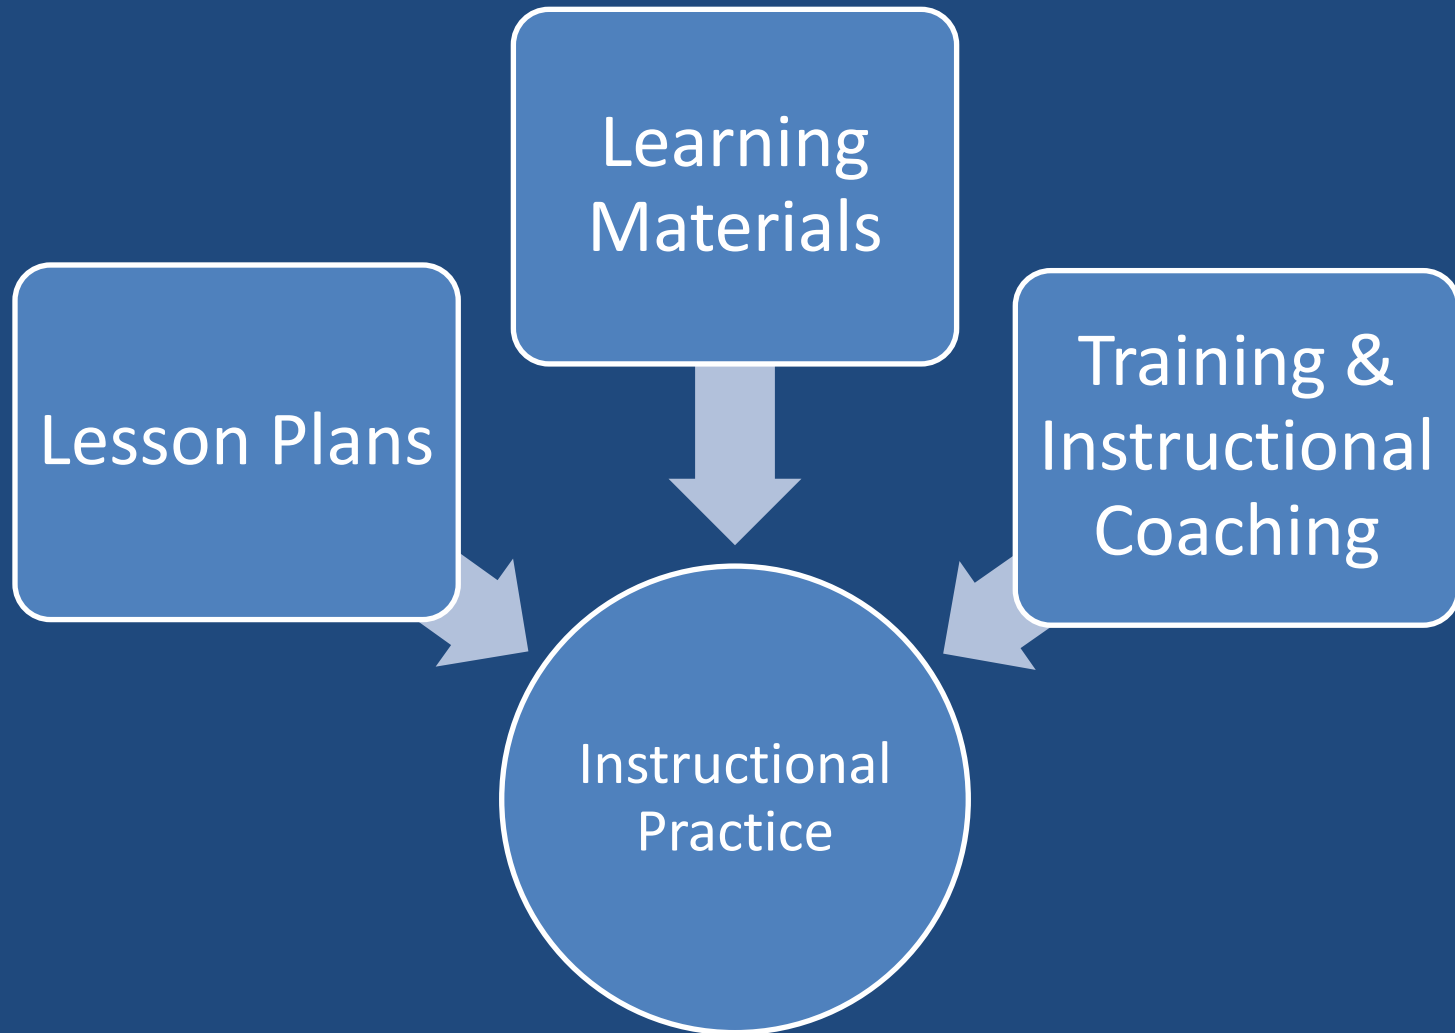 Learning
Materials
Lesson Plans
Training &
Instructional
Coaching
Instructional
Practice